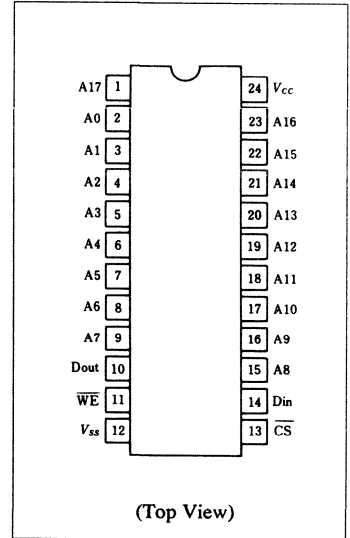 A17 1 24 Vcc
A0 2 23 A16
A1 3 22 A15
A2 4 21 A14
A3 5 20 A13
A4 6 19 A12
A5 7 18 A11
A6 8 17 A10
A7 9 16 A9
Dout 10 15 A8
W̅E̅ 11 14 Din
Vss 12 13 C̅S̅
(Top View)